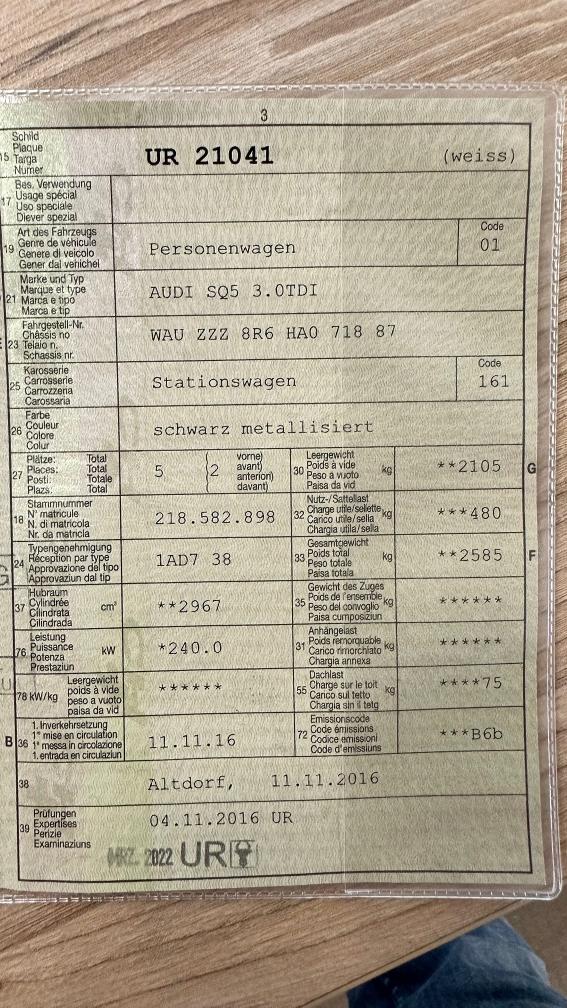 3
15 Schild
Plaque
Targa
Numer
UR 21041 (weiss)
17 Bes. Verwendung
Usage spécial
Uso speciale
Diever spezial
19 Art des Fahrzeugs
Genre de véhicule
Genere di veicolo
Gener dal vehichel
Personenwagen
Code
01
21 Marke und Typ
Marque et type
Marca e tipo
Marca e tip
AUDI SQ5 3.0TDI
23 Fahrgestell-Nr.
Châssis no
Telaio n.
Schassis nr.
WAU ZZZ 8R6 HA0 718 87
25 Karosserie
Carrosserie
Carrozzeria
Carossaria
Stationswagen
Code
161
26 Farbe
Couleur
Colore
Colur
schwarz metallisiert
27 Plätze: Total
Places: Total
Posti: Totale
Plazs: Total
5 (2 vorne)
avant)
anterion)
davant)
30 Leergewicht
Poids à vide kg
Peso a vuoto
Paisa da vid
**2105 G
18 Stammnummer
N° matricule
N. di matricola
Nr. da matricla
218.582.898
32 Nutz-/Sattellast
Charge utile/sellette kg
Carico utile/sella
Chargia utila/sella
***480
24 Typengenehmigung
Réception par type
Approvazione del tipo
Approvaziun dal tip
1AD7 38
33 Gesamtgewicht
Poids total kg
Peso totale
Paisa totala
**2585 F
37 Hubraum
Cylindrée cm³
Cilindrata
Cilindrada
**2967
35 Gewicht des Zuges
Poids de l'ensemble kg
Peso del convoglio
Paisa cumposiziun
******
76 Leistung
Puissance kW
Potenza
Prestaziun
*240.0
31 Anhängelast
Poids remorquable kg
Carico rimorchiato
Chargia annexa
******
78 kW/kg Leergewicht
poids à vide
peso a vuoto
paisa da vid
******
55 Dachlast
Charge sur le toit kg
Carico sul tetto
Chargia sin il tetg
****75
B 36 1. Inverkehrsetzung
1re mise en circulation
1a messa in circolazione
1. entrada en circulaziun
11.11.16
72 Emissionscode
Code émissions
Codice emissioni
Code d'emissiuns
***B6b
38 Altdorf, 11.11.2016
39 Prüfungen
Expertises
Perizie
Examinaziuns
04.11.2016 UR
MRZ. 2022 UR